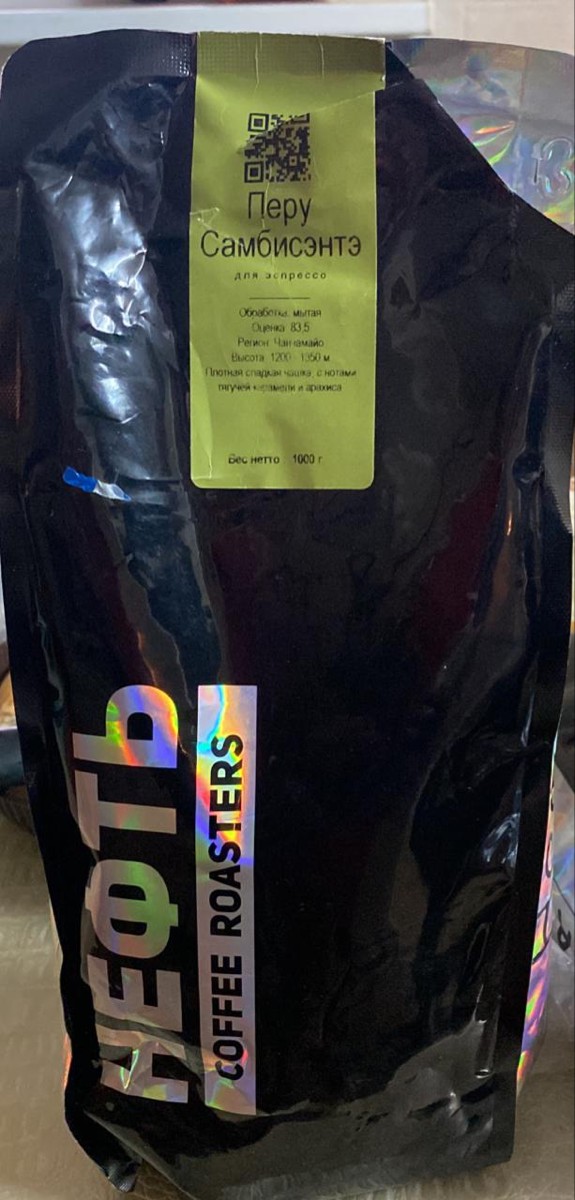 Перу
Самбисэнтэ
для эспрессо
Обработка: мытая
Оценка: 83,5
Регион: Чанчамайо
Высота: 1200 - 1350 м
Плотная сладкая чашка, с нотами
тягучей карамели и арахиса
Вес нетто 1000 г
НЕФТЬ
COFFEE ROASTERS